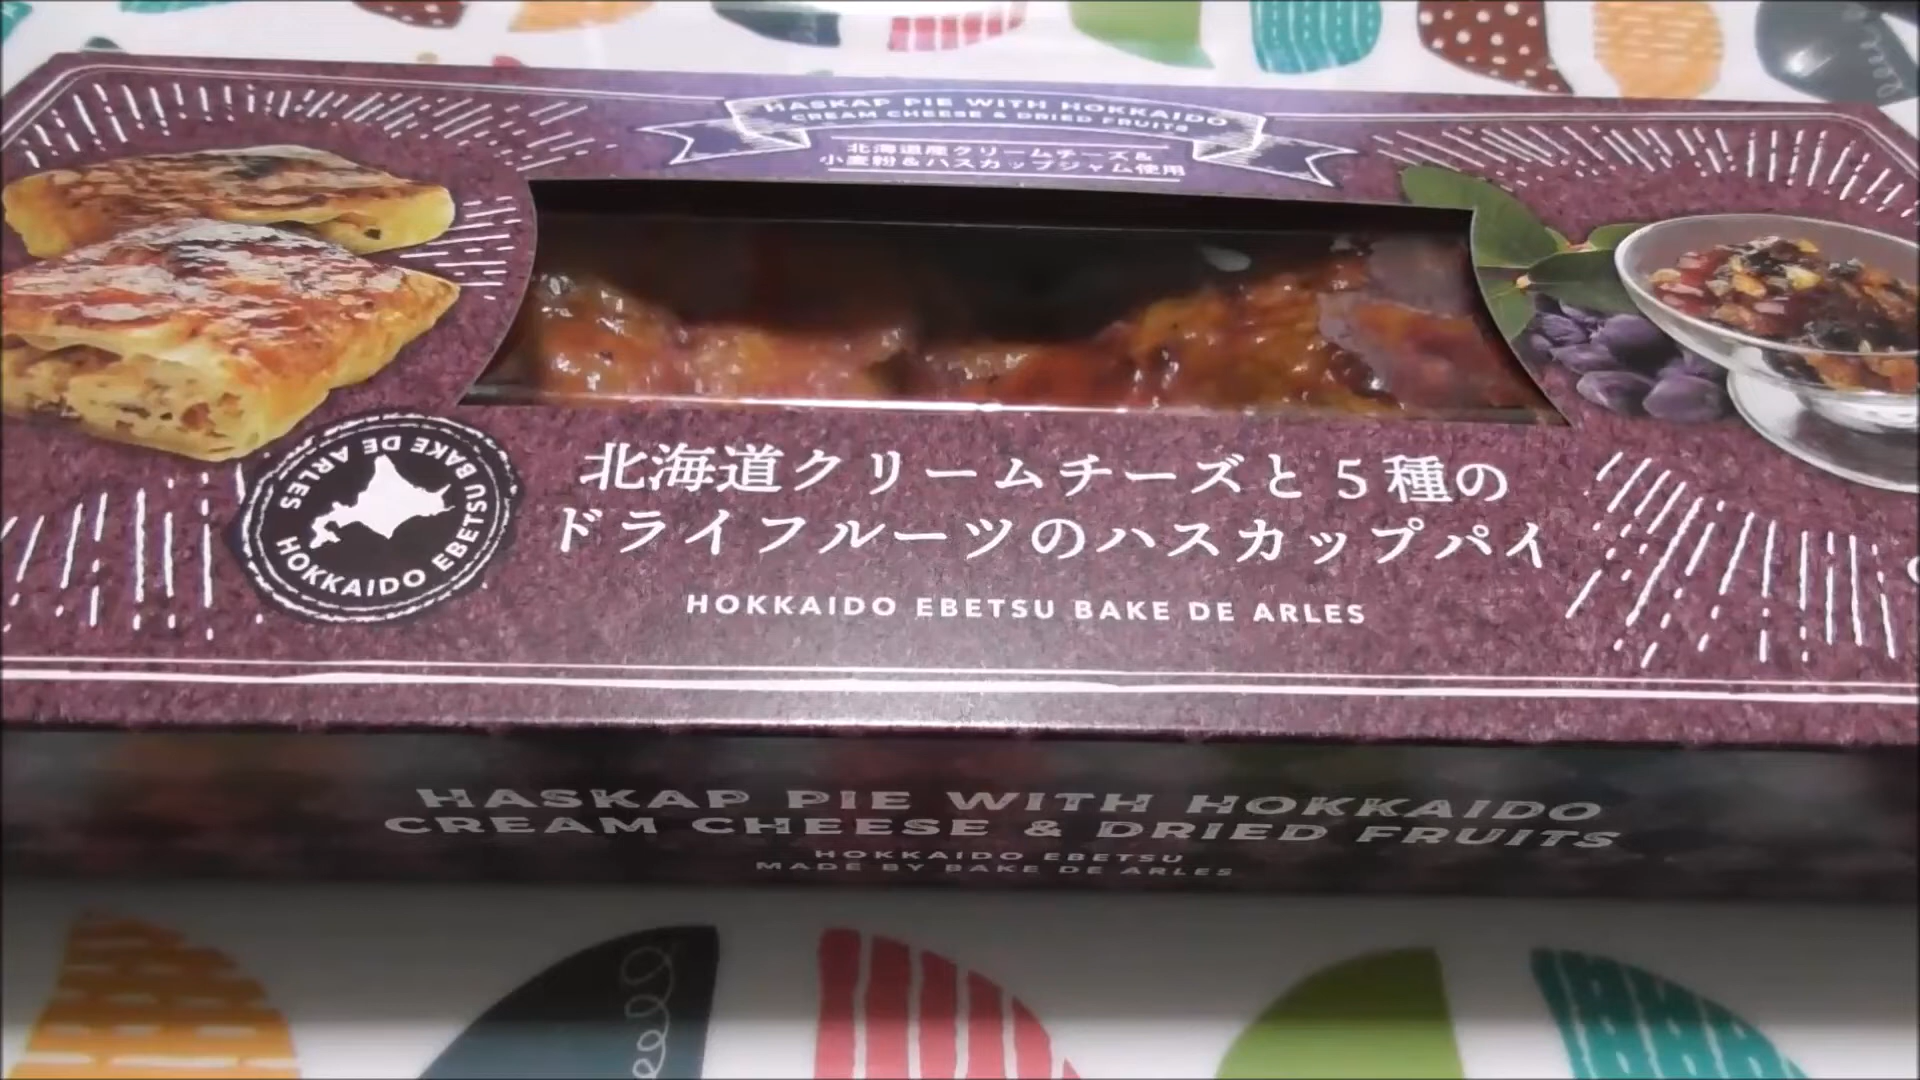 HASKAP PIE WITH HOKKAIDO
CREAM CHEESE & DRIED FRUITS
北海道産クリームチーズ&
小麦粉&ハスカップジャム使用
HOKKAIDO EBETSU BAKE DE ARLES
北海道クリームチーズと5種の
ドライフルーツのハスカップパイ
HOKKAIDO EBETSU BAKE DE ARLES
HASKAP PIE WITH HOKKAIDO
CREAM CHEESE & DRIED FRUITS
HOKKAIDO EBETSU
MADE BY BAKE DE ARLES